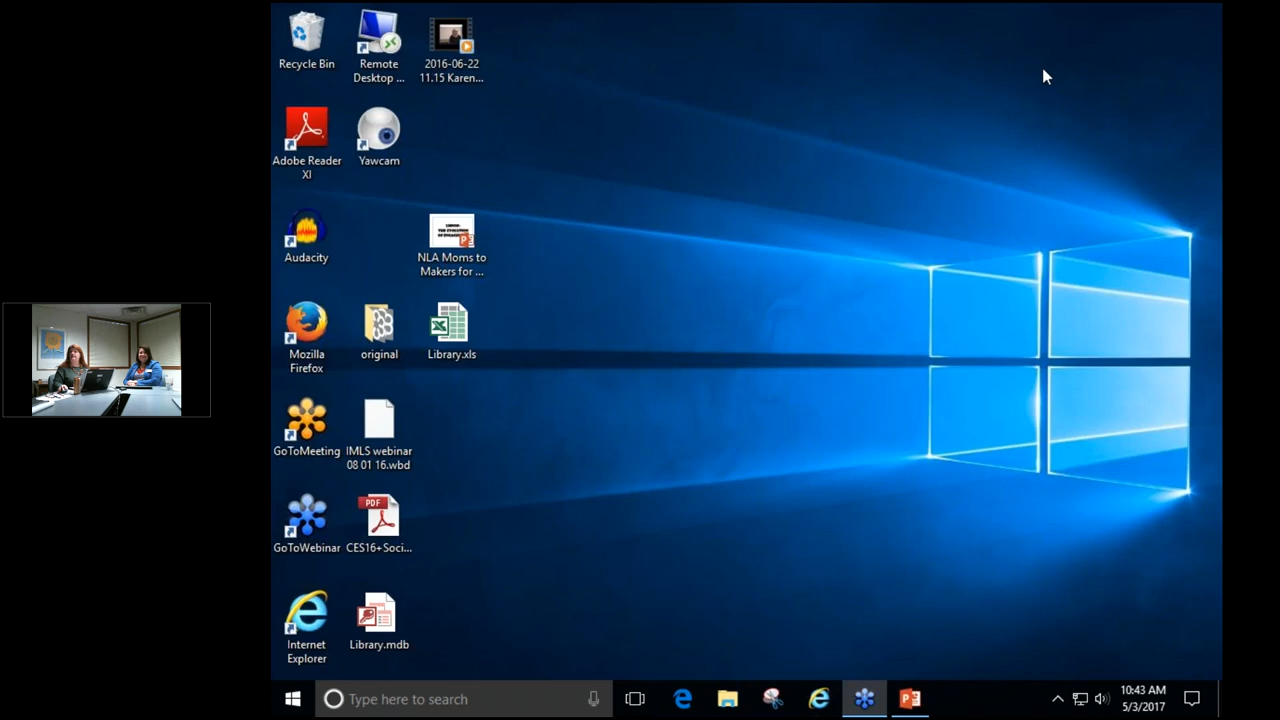 Recycle Bin
Remote
Desktop ...
2016-06-22
11.15 Karen...
Adobe Reader
XI
Yawcam
Audacity
NLA Moms to
Makers for ...
Mozilla
Firefox
original
Library.xls
GoToMeeting
IMLS webinar
08 01 16.wbd
PDF
GoToWebinar
CES16+Soci...
Internet
Explorer
Library.mdb
Type here to search
10:43 AM
5/3/2017